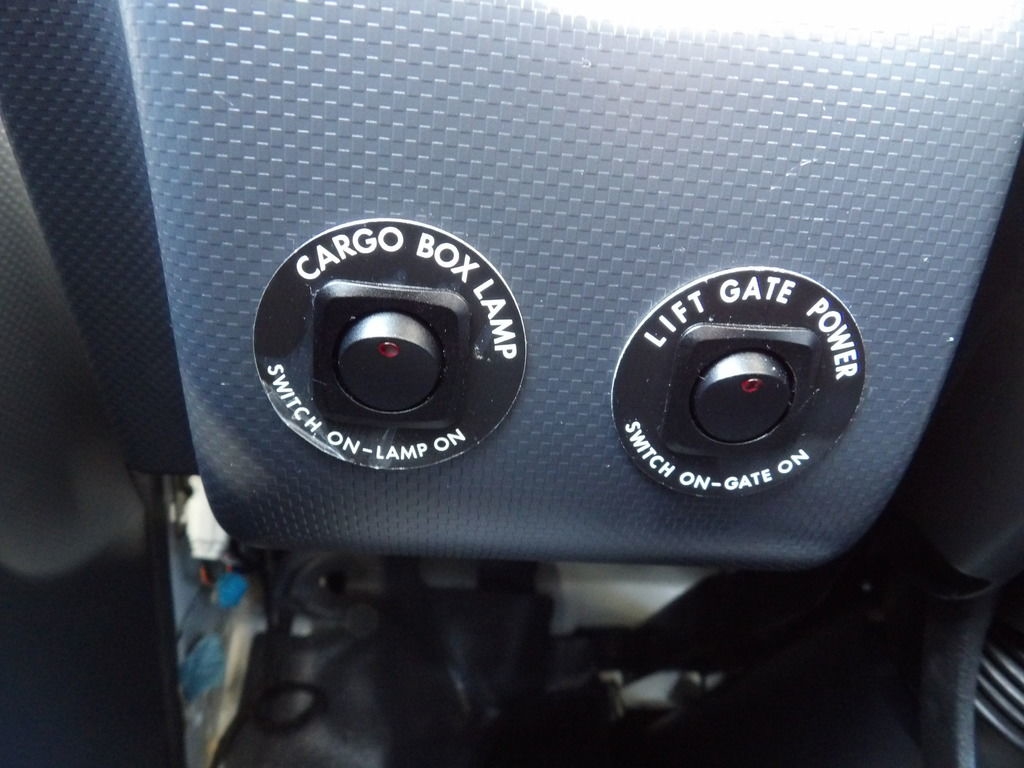 CARGO BOX LAMP
SWITCH ON-LAMP ON
LIFT GATE POWER
SWITCH ON-GATE ON